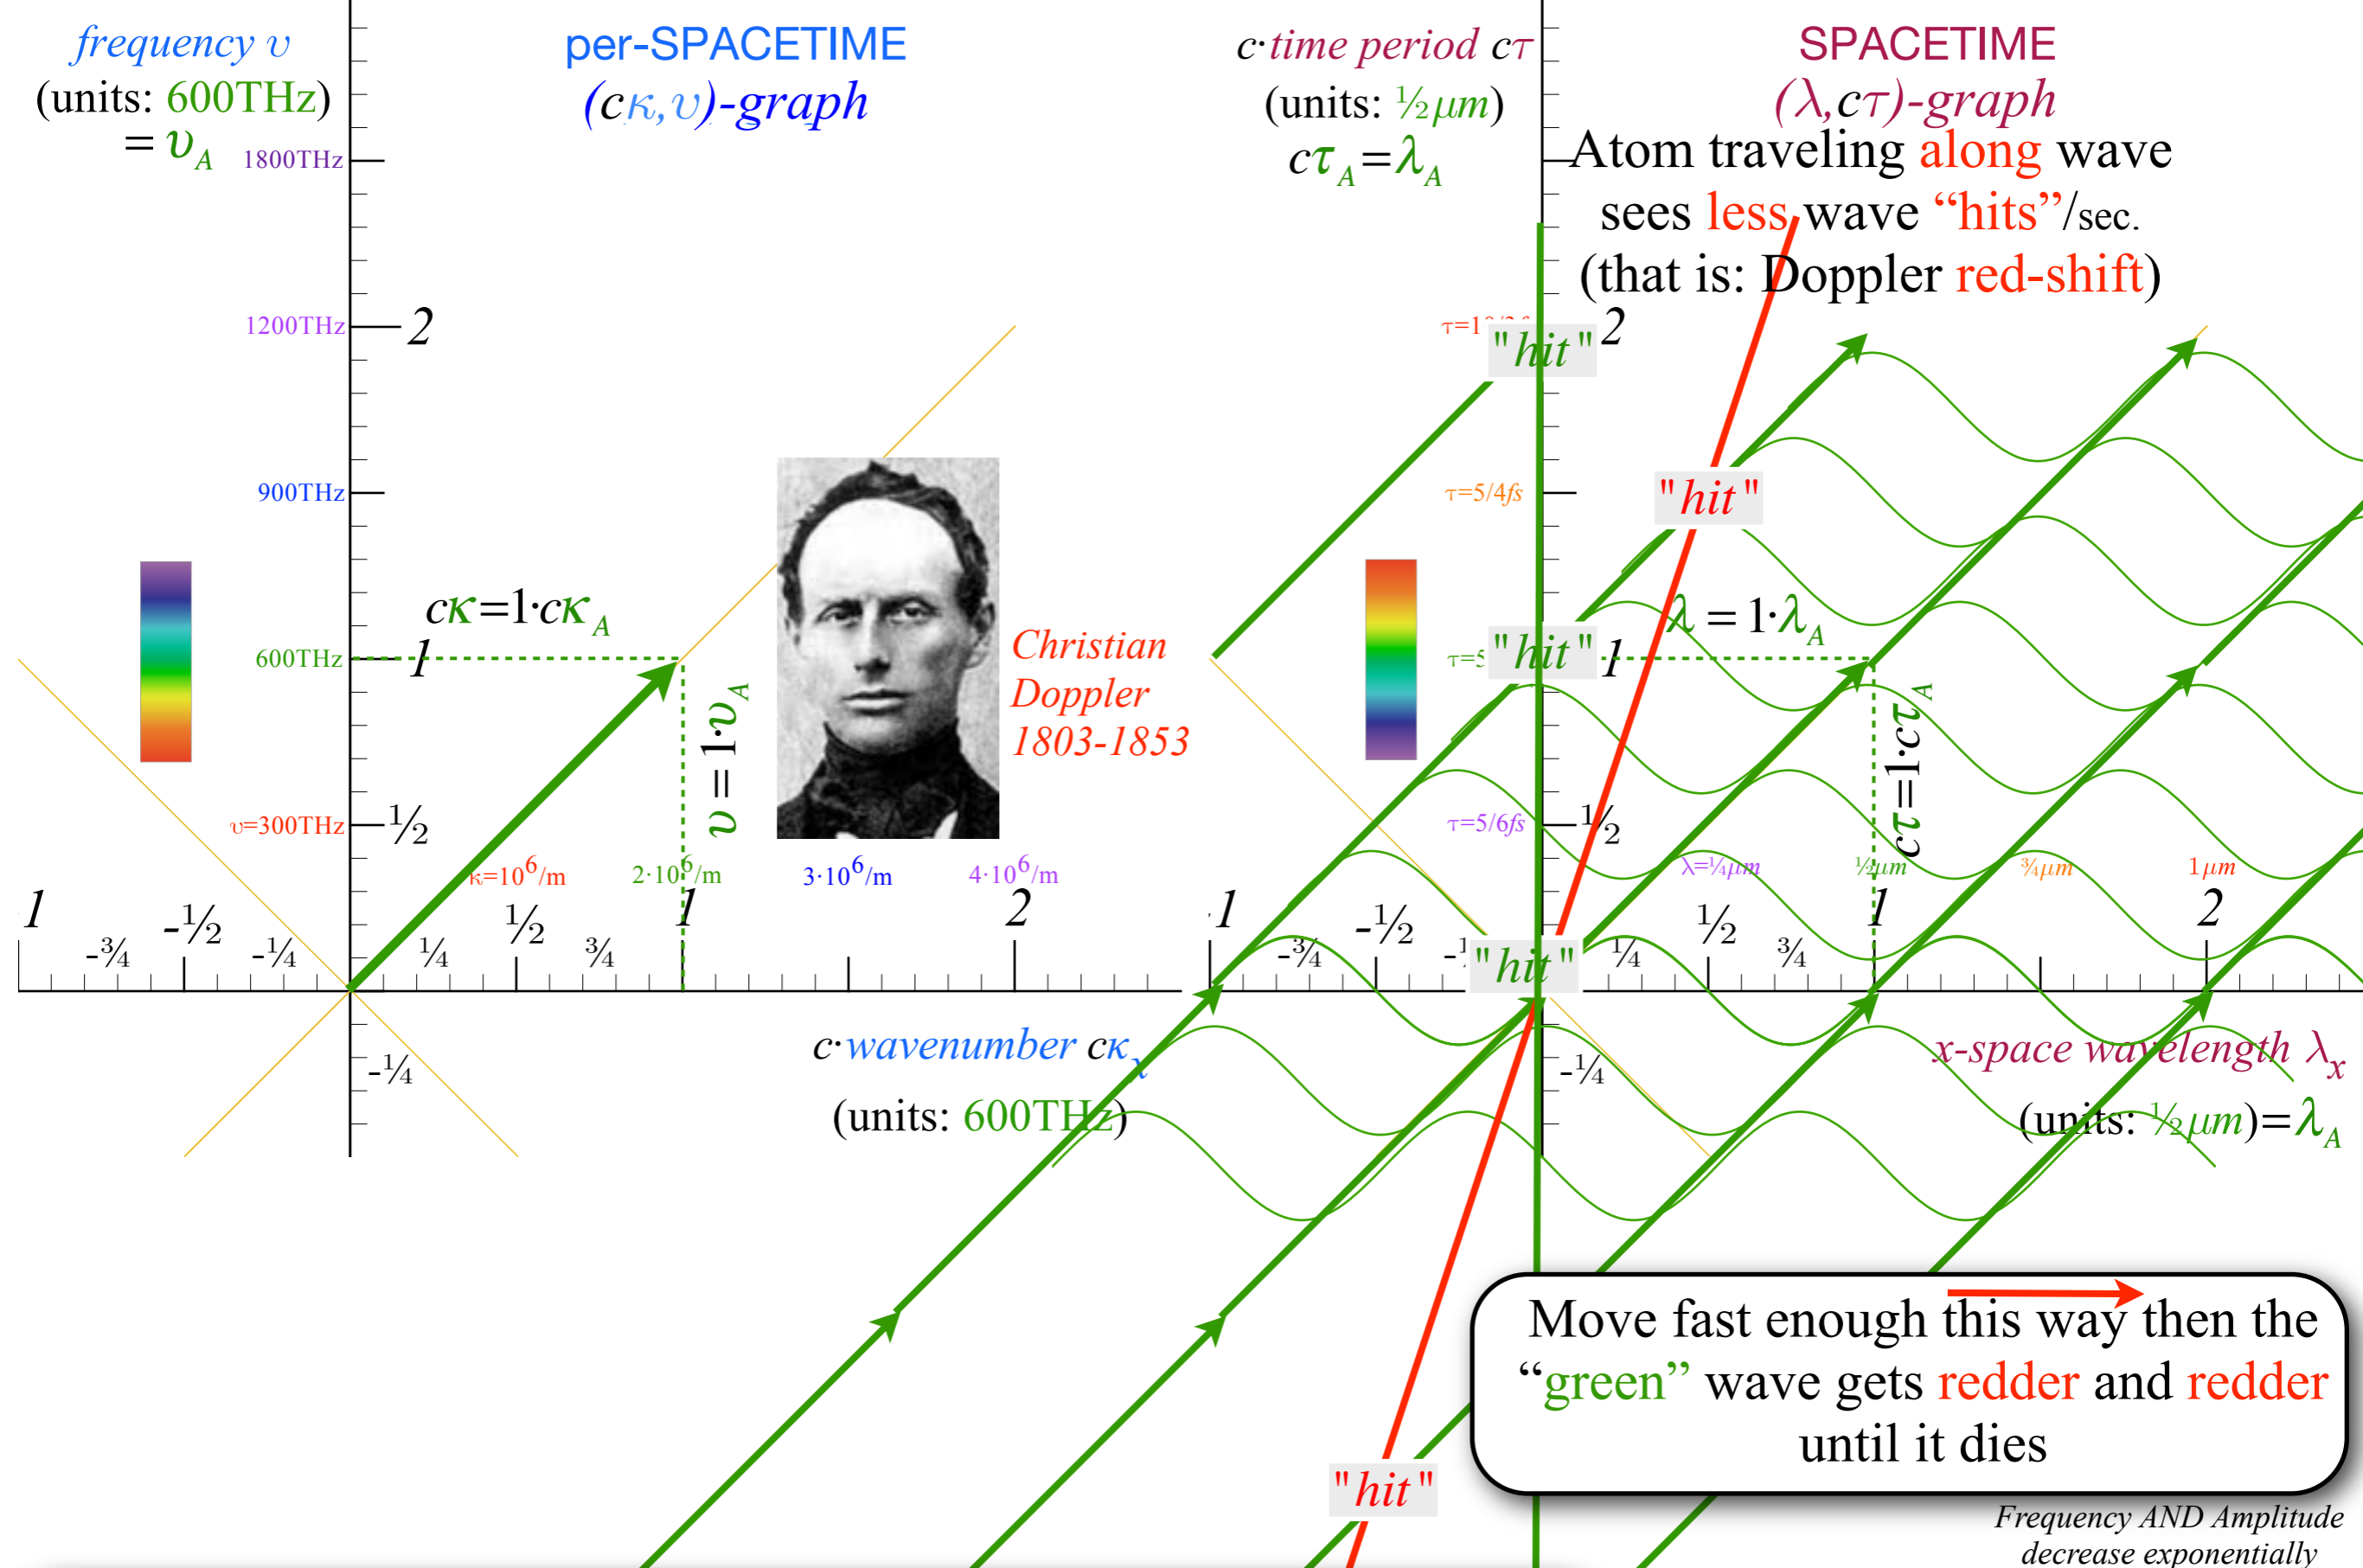 frequency υ
(units: 600THz)
= υA
per-SPACETIME
(cκ,υ)-graph
1800THz
1200THz
2
900THz
600THz
1
υ=300THz
½
cκ=1·cκA
υ = 1·υA
Christian
Doppler
1803-1853
κ=10⁶/m
2·10⁶/m
3·10⁶/m
4·10⁶/m
1
-¾
-½
-¼
¼
½
¾
1
2
-¼
c·wavenumber cκx
(units: 600THz)
c·time period cτ
(units: ½μm)
cτA=λA
SPACETIME
(λ,cτ)-graph
Atom traveling along wave
sees less wave “hits”/sec.
(that is: Doppler red-shift)
"hit"
2
τ=5/4fs
"hit"
"hit"
1
λ = 1·λA
cτ=1·cτA
τ=5/6fs
½
λ=¼μm
½μm
¾μm
1μm
1
-¾
-½
"hit"
¼
½
¾
1
2
-¼
x-space wavelength λx
(units: ½μm)=λA
Move fast enough this way then the
“green” wave gets redder and redder
until it dies
"hit"
Frequency AND Amplitude
decrease exponentially